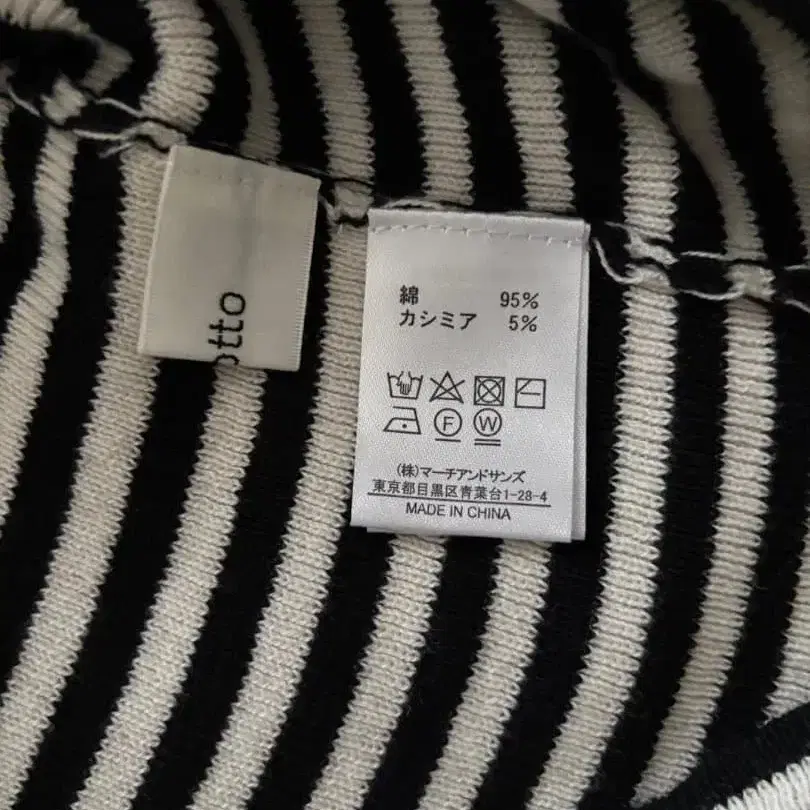 otto
綿 95%
カシミア 5%
F W
(株)マーチアンドサンズ
東京都目黒区青葉台1-28-4
MADE IN CHINA